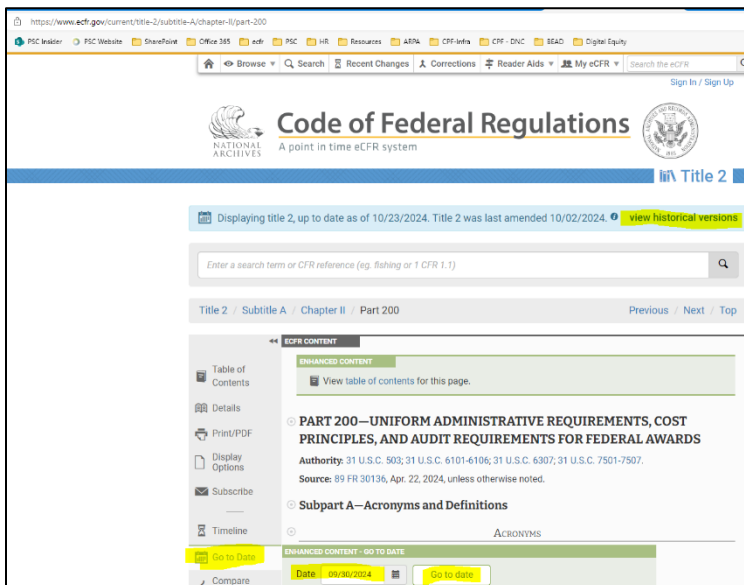 https://www.ecfr.gov/current/title-2/subtitle-A/chapter-II/part-200
PSC Insider PSC Website SharePoint Office 365 ecfr PSC HR Resources ARPA CPF-Infra CPF - DNC BEAD Digital Equity
Browse Search Recent Changes Corrections Reader Aids My eCFR Search the eCFR
Sign In / Sign Up
NATIONAL ARCHIVES
Code of Federal Regulations
A point in time eCFR system
Title 2
Displaying title 2, up to date as of 10/23/2024. Title 2 was last amended 10/02/2024. view historical versions
Enter a search term or CFR reference (eg. fishing or 1 CFR 1.1)
Title 2 / Subtitle A / Chapter II / Part 200 Previous / Next / Top
ECFR CONTENT
Table of
Contents
Details
Print/PDF
Display
Options
Subscribe
Timeline
Go to Date
Compare
ENHANCED CONTENT
View table of contents for this page.
PART 200—UNIFORM ADMINISTRATIVE REQUIREMENTS, COST
PRINCIPLES, AND AUDIT REQUIREMENTS FOR FEDERAL AWARDS
Authority: 31 U.S.C. 503; 31 U.S.C. 6101-6106; 31 U.S.C. 6307; 31 U.S.C. 7501-7507.
Source: 89 FR 30136, Apr. 22, 2024, unless otherwise noted.
Subpart A—Acronyms and Definitions
ACRONYMS
ENHANCED CONTENT - GO TO DATE
Date 09/30/2024 Go to date